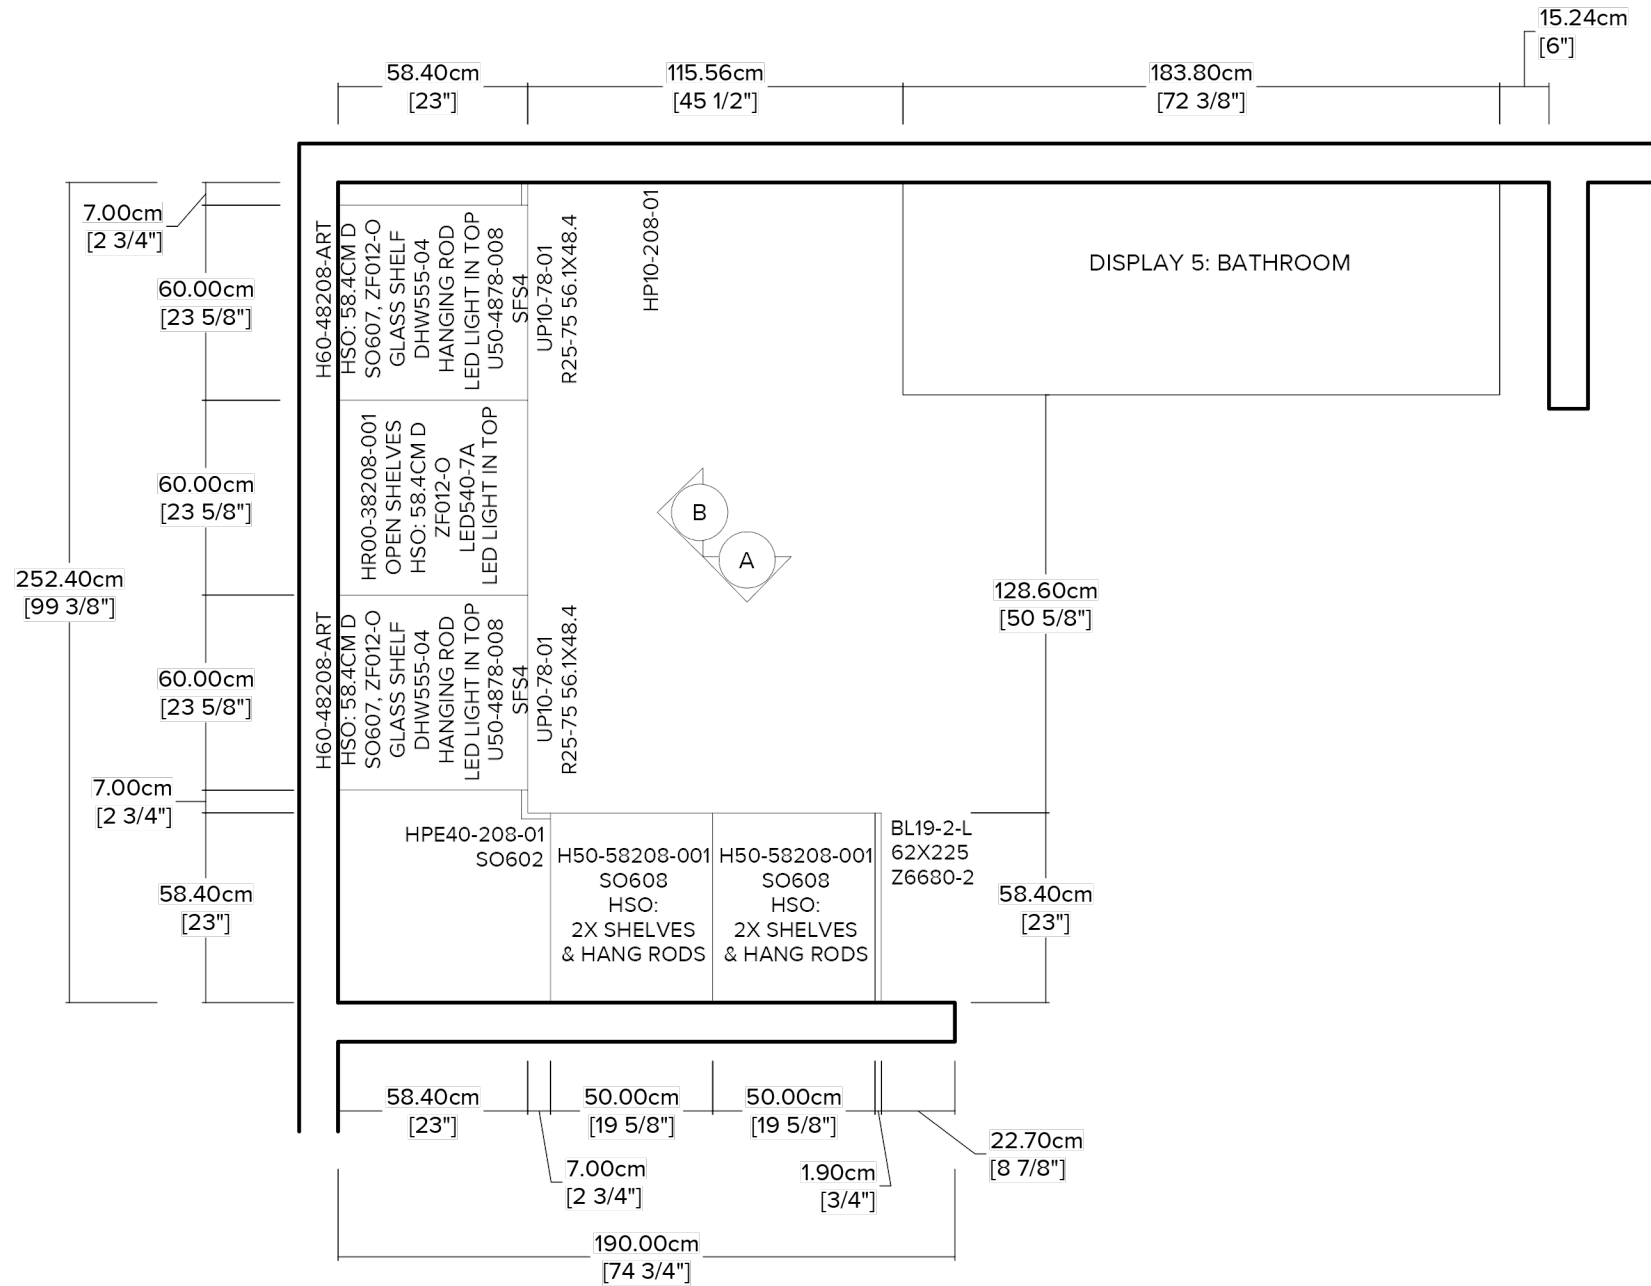 15.24cm
[6"]
58.40cm
[23"]
115.56cm
[45 1/2"]
183.80cm
[72 3/8"]
7.00cm
[2 3/4"]
60.00cm
[23 5/8"]
60.00cm
[23 5/8"]
252.40cm
[99 3/8"]
60.00cm
[23 5/8"]
7.00cm
[2 3/4"]
58.40cm
[23"]
H60-48208-ART
HSO: 58.4CM D
SO607, ZF012-O
GLASS SHELF
DHW555-04
HANGING ROD
LED LIGHT IN TOP
U50-4878-008
SFS4
UP10-78-01
R25-75 56.1X48.4
HP10-208-01
DISPLAY 5: BATHROOM
HR00-38208-001
OPEN SHELVES
HSO: 58.4CM D
ZF012-O
LED540-7A
LED LIGHT IN TOP
B
A
H60-48208-ART
HSO: 58.4CM D
SO607, ZF012-O
GLASS SHELF
DHW555-04
HANGING ROD
LED LIGHT IN TOP
U50-4878-008
SFS4
UP10-78-01
R25-75 56.1X48.4
128.60cm
[50 5/8"]
HPE40-208-01
SO602
H50-58208-001
SO608
HSO:
2X SHELVES
& HANG RODS
H50-58208-001
SO608
HSO:
2X SHELVES
& HANG RODS
BL19-2-L
62X225
Z6680-2
58.40cm
[23"]
58.40cm
[23"]
50.00cm
[19 5/8"]
50.00cm
[19 5/8"]
22.70cm
[8 7/8"]
7.00cm
[2 3/4"]
1.90cm
[3/4"]
190.00cm
[74 3/4"]